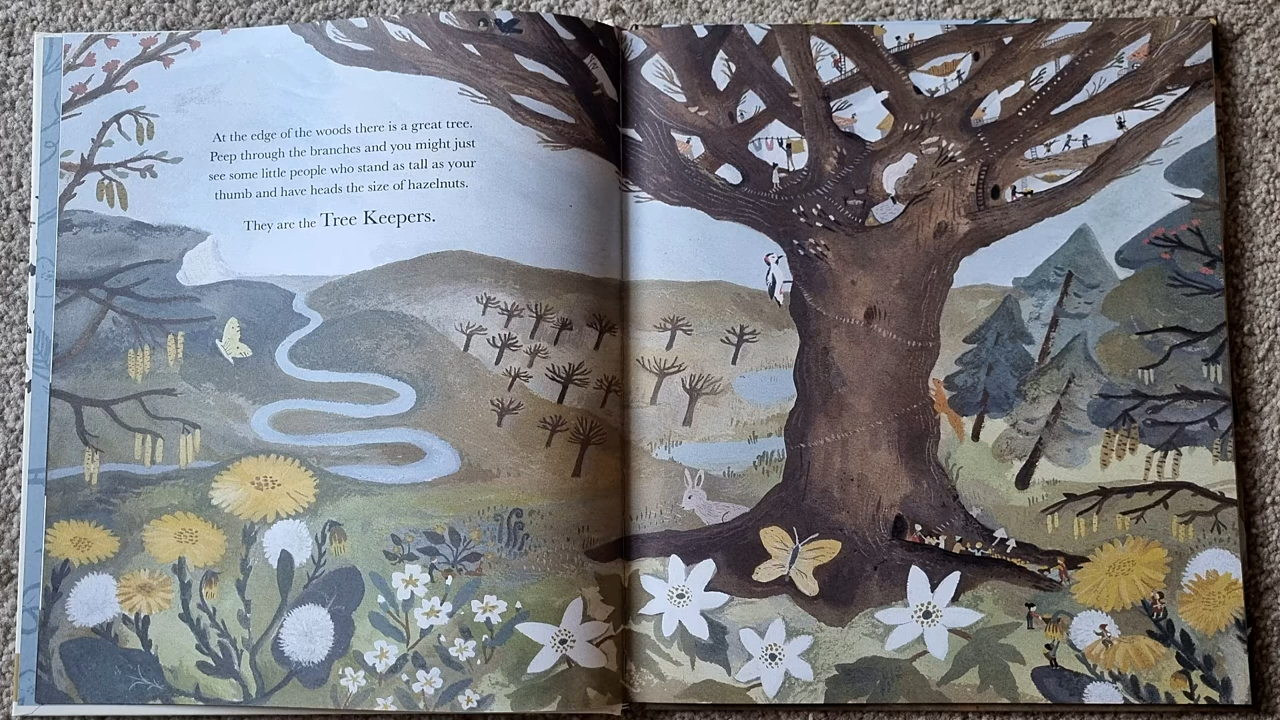 At the edge of the woods there is a great tree.
Peep through the branches and you might just
see some little people who stand as tall as your
thumb and have heads the size of hazelnuts.
They are the Tree Keepers.